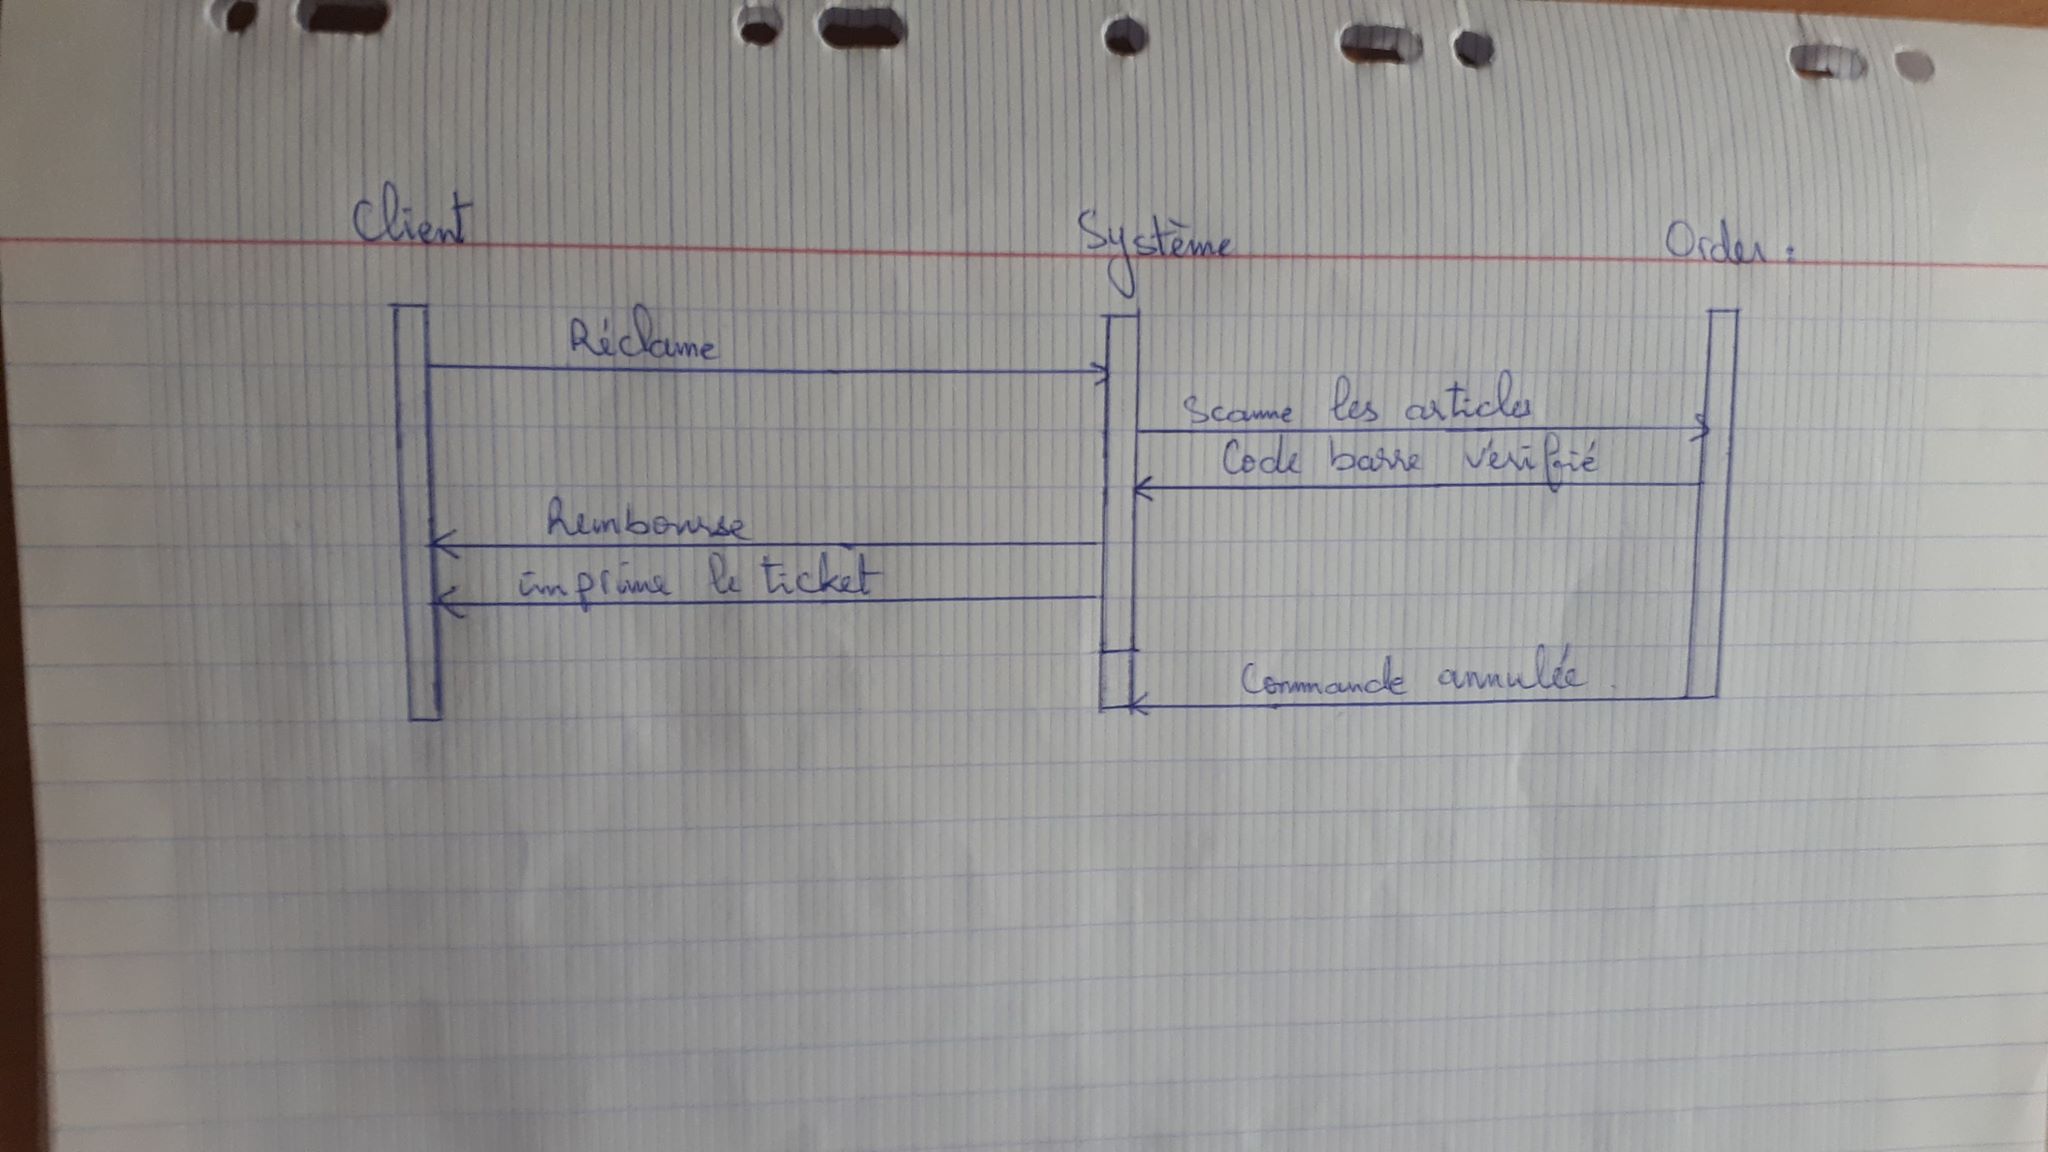 Client Système Order :
Réclame
Scanne les articles
Code barre vérifié
Rembourse
imprime le ticket
Commande annulée.